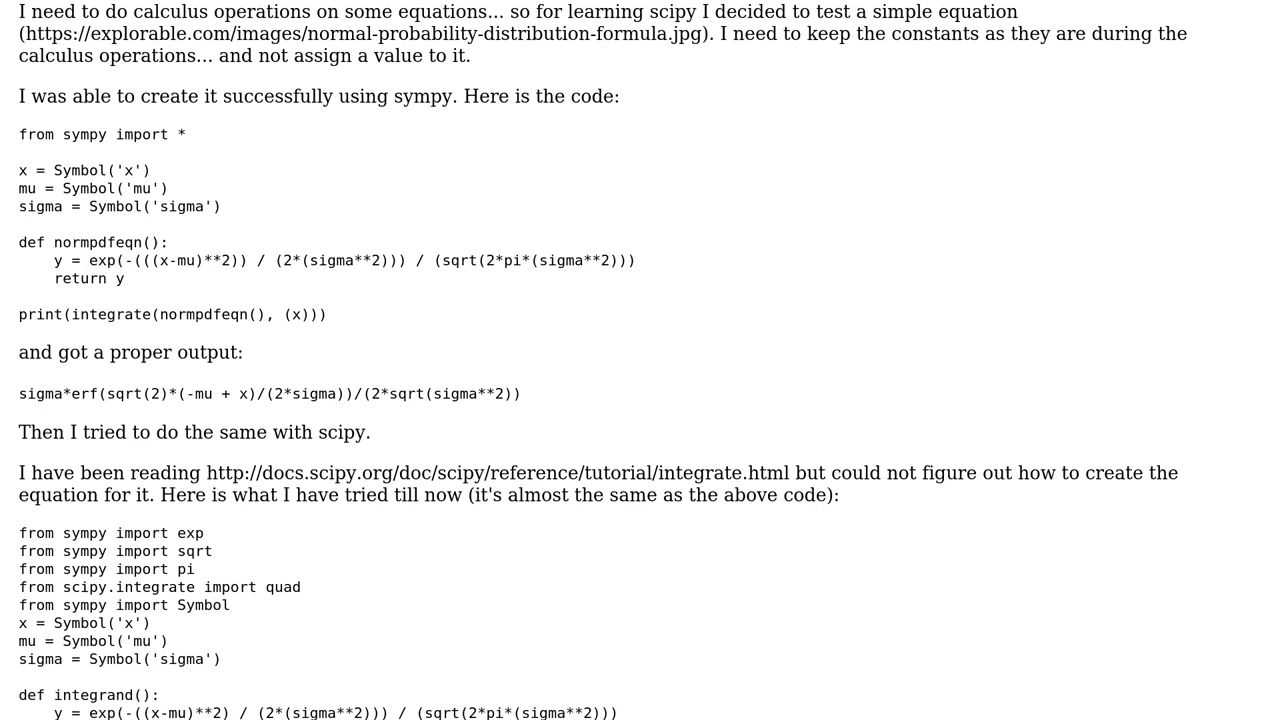 I need to do calculus operations on some equations... so for learning scipy I decided to test a simple equation
(https://explorable.com/images/normal-probability-distribution-formula.jpg). I need to keep the constants as they are during the
calculus operations... and not assign a value to it.
I was able to create it successfully using sympy. Here is the code:
from sympy import *
x = Symbol('x')
mu = Symbol('mu')
sigma = Symbol('sigma')
def normpdfeqn():
    y = exp(-(((x-mu)**2)) / (2*(sigma**2))) / (sqrt(2*pi*(sigma**2)))
    return y
print(integrate(normpdfeqn(), (x)))
and got a proper output:
sigma*erf(sqrt(2)*(-mu + x)/(2*sigma))/(2*sqrt(sigma**2))
Then I tried to do the same with scipy.
I have been reading http://docs.scipy.org/doc/scipy/reference/tutorial/integrate.html but could not figure out how to create the
equation for it. Here is what I have tried till now (it's almost the same as the above code):
from sympy import exp
from sympy import sqrt
from sympy import pi
from scipy.integrate import quad
from sympy import Symbol
x = Symbol('x')
mu = Symbol('mu')
sigma = Symbol('sigma')
def integrand():
    y = exp(-((x-mu)**2) / (2*(sigma**2))) / (sqrt(2*pi*(sigma**2)))